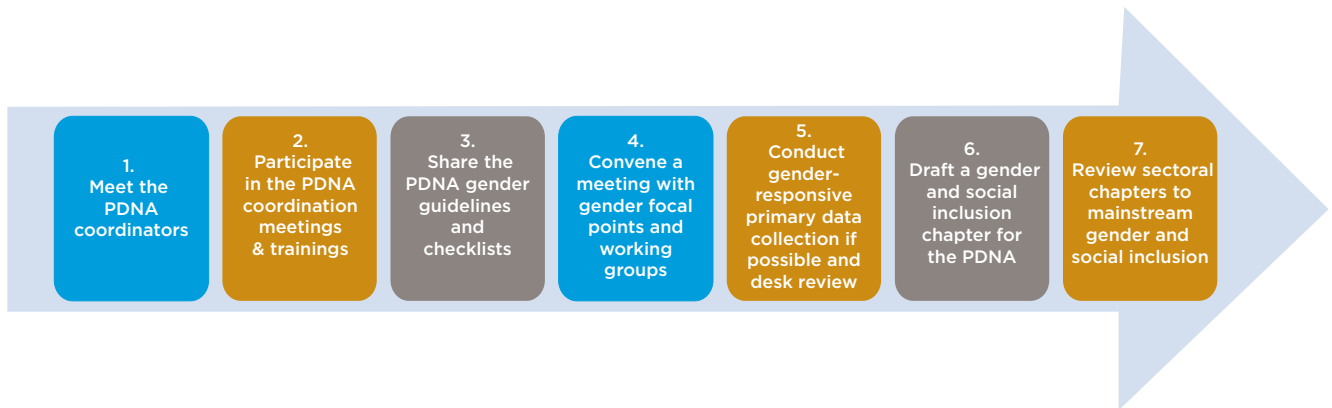 1.
Meet the
PDNA
coordinators
2.
Participate
in the PDNA
coordination
meetings
& trainings
3.
Share the
PDNA gender
guidelines
and
checklists
4.
Convene a
meeting with
gender focal
points and
working
groups
5.
Conduct
gender-
responsive
primary data
collection if
possible and
desk review
6.
Draft a gender
and social
inclusion
chapter for
the PDNA
7.
Review sectoral
chapters to
mainstream
gender and
social inclusion